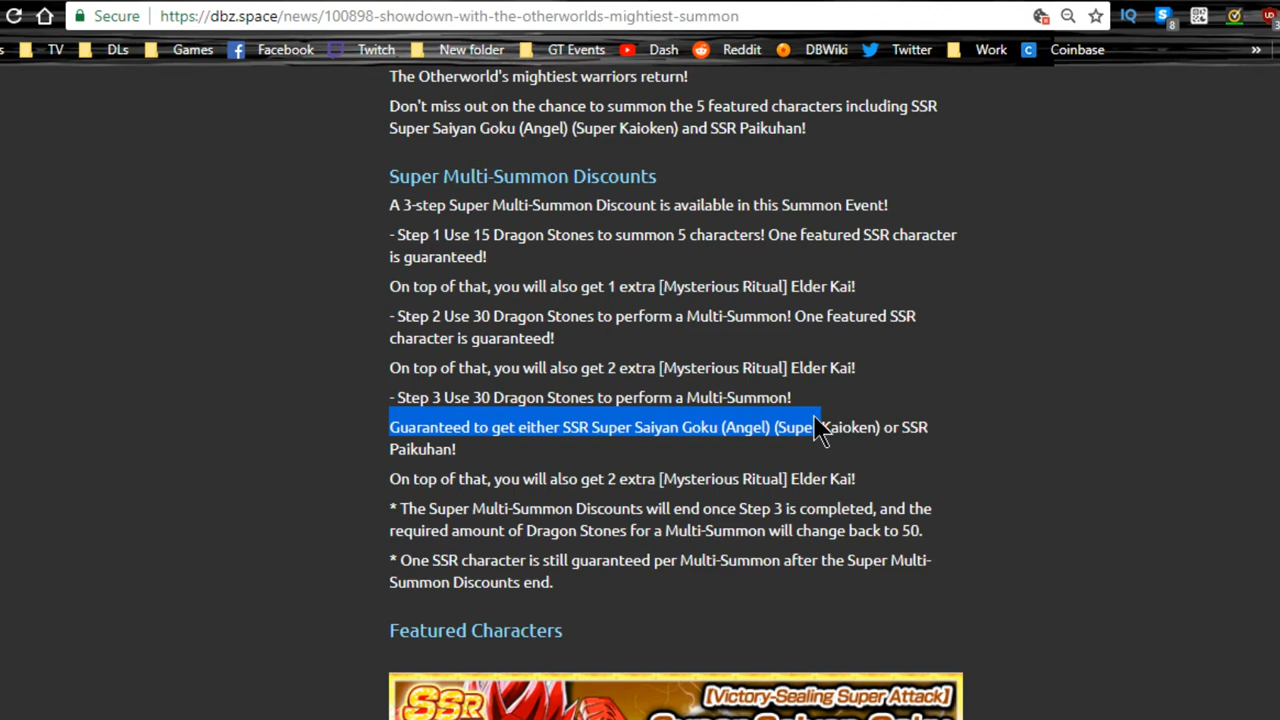 Secure https://dbz.space/news/100898-showdown-with-the-otherworlds-mightiest-summon
IQ 8 UD 3
s TV DLs Games Facebook Twitch New folder GT Events Dash Reddit DBWiki Twitter Work C Coinbase »
The Otherworld's mightiest warriors return!
Don't miss out on the chance to summon the 5 featured characters including SSR
Super Saiyan Goku (Angel) (Super Kaioken) and SSR Paikuhan!
Super Multi-Summon Discounts
A 3-step Super Multi-Summon Discount is available in this Summon Event!
- Step 1 Use 15 Dragon Stones to summon 5 characters! One featured SSR character
is guaranteed!
On top of that, you will also get 1 extra [Mysterious Ritual] Elder Kai!
- Step 2 Use 30 Dragon Stones to perform a Multi-Summon! One featured SSR
character is guaranteed!
On top of that, you will also get 2 extra [Mysterious Ritual] Elder Kai!
- Step 3 Use 30 Dragon Stones to perform a Multi-Summon!
Guaranteed to get either SSR Super Saiyan Goku (Angel) (Super Kaioken) or SSR
Paikuhan!
On top of that, you will also get 2 extra [Mysterious Ritual] Elder Kai!
* The Super Multi-Summon Discounts will end once Step 3 is completed, and the
required amount of Dragon Stones for a Multi-Summon will change back to 50.
* One SSR character is still guaranteed per Multi-Summon after the Super Multi-
Summon Discounts end.
Featured Characters
SSR [Victory-Sealing Super Attack]
Super Saiyan Goku